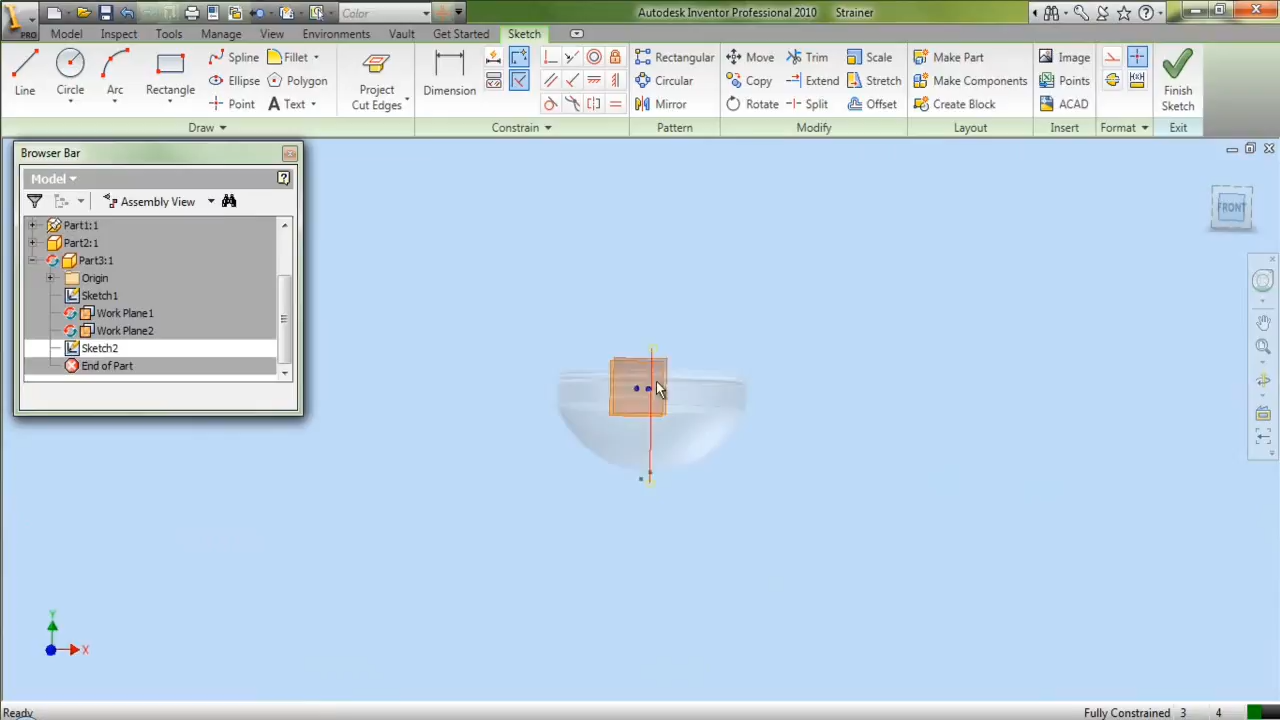 Color
Autodesk Inventor Professional 2010 Strainer
PRO
Model Assemble Inspect Tools Manage View Environments Vault Get Started Sketch
Line
Circle
Arc
Rectangle
Spline
Fillet
Ellipse
Polygon
Point
Text
Project
Cut Edges
Dimension
Rectangular
Circular
Mirror
Move
Trim
Scale
Copy
Extend
Stretch
Rotate
Split
Offset
Make Part
Make Components
Create Block
Image
Points
ACAD
Finish
Sketch
Draw
Constrain
Pattern
Modify
Layout
Insert
Format
Exit
Browser Bar
Model
Assembly View
Part1:1
Part2:1
Part3:1
Origin
Sketch1
Work Plane1
Work Plane2
Sketch2
End of Part
FRONT
Y
X
Ready
Fully Constrained 3 4